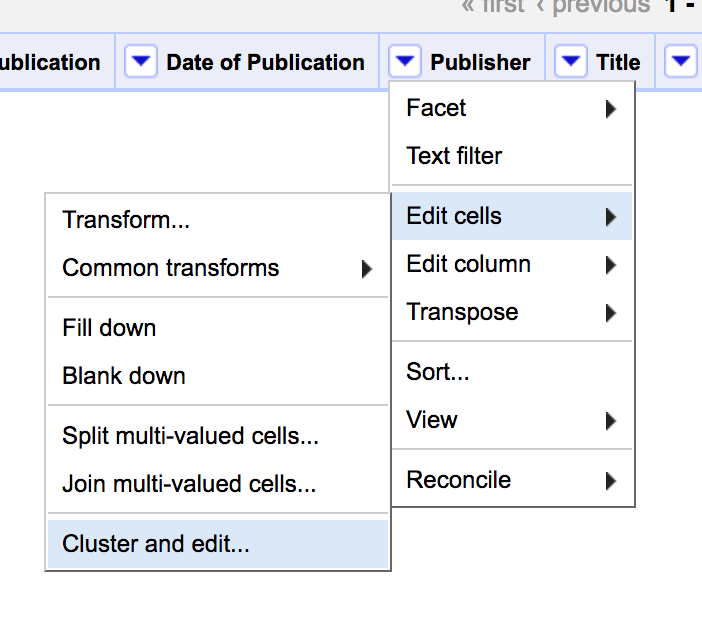 « first ‹ previous 1 -
ublication Date of Publication Publisher Title
Facet
Text filter
Edit cells
Edit column
Transpose
Sort...
View
Reconcile
Transform...
Common transforms
Fill down
Blank down
Split multi-valued cells...
Join multi-valued cells...
Cluster and edit...